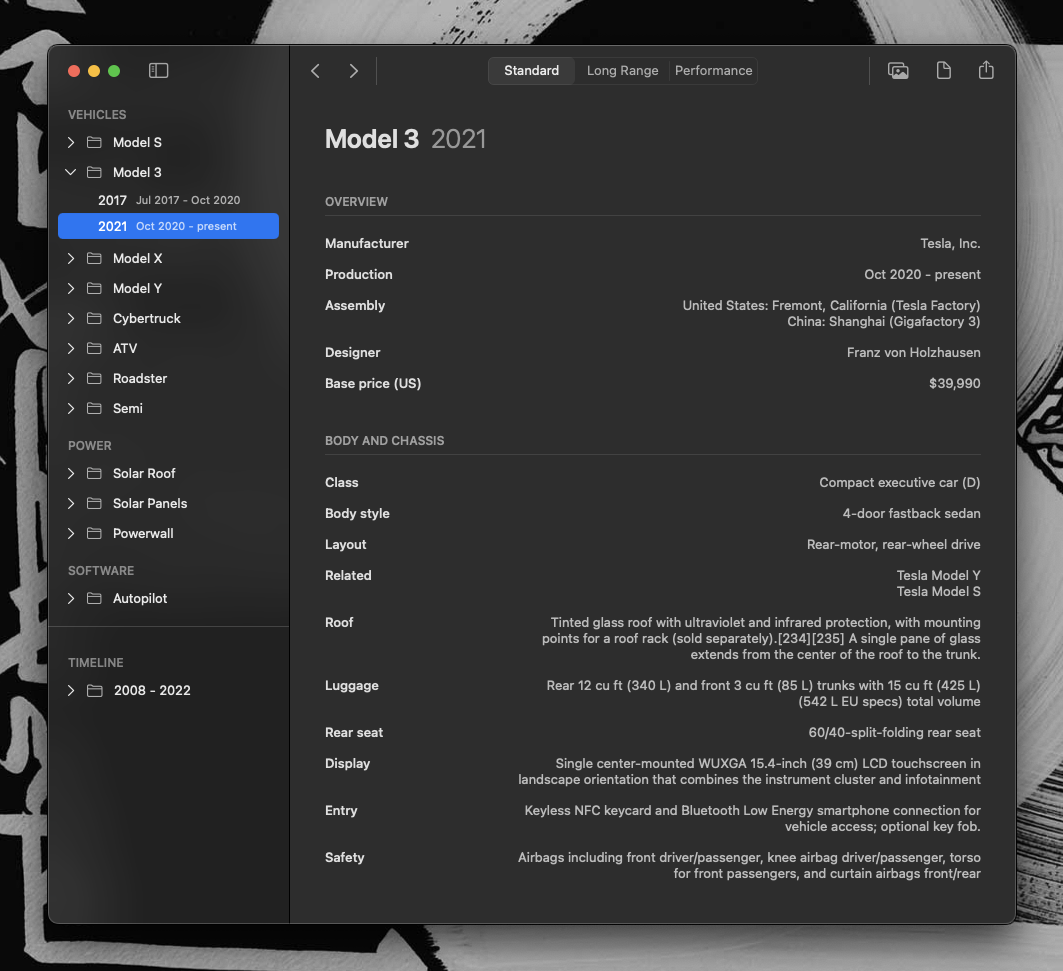 VEHICLES
Model S
Model 3
2017 Jul 2017 - Oct 2020
2021 Oct 2020 - present
Model X
Model Y
Cybertruck
ATV
Roadster
Semi
POWER
Solar Roof
Solar Panels
Powerwall
SOFTWARE
Autopilot
TIMELINE
2008 - 2022
Standard Long Range Performance
Model 3 2021
OVERVIEW
Manufacturer Tesla, Inc.
Production Oct 2020 - present
Assembly United States: Fremont, California (Tesla Factory)
China: Shanghai (Gigafactory 3)
Designer Franz von Holzhausen
Base price (US) $39,990
BODY AND CHASSIS
Class Compact executive car (D)
Body style 4-door fastback sedan
Layout Rear-motor, rear-wheel drive
Related Tesla Model Y
Tesla Model S
Roof Tinted glass roof with ultraviolet and infrared protection, with mounting
points for a roof rack (sold separately).[234][235] A single pane of glass
extends from the center of the roof to the trunk.
Luggage Rear 12 cu ft (340 L) and front 3 cu ft (85 L) trunks with 15 cu ft (425 L)
(542 L EU specs) total volume
Rear seat 60/40-split-folding rear seat
Display Single center-mounted WUXGA 15.4-inch (39 cm) LCD touchscreen in
landscape orientation that combines the instrument cluster and infotainment
Entry Keyless NFC keycard and Bluetooth Low Energy smartphone connection for
vehicle access; optional key fob.
Safety Airbags including front driver/passenger, knee airbag driver/passenger, torso
for front passengers, and curtain airbags front/rear